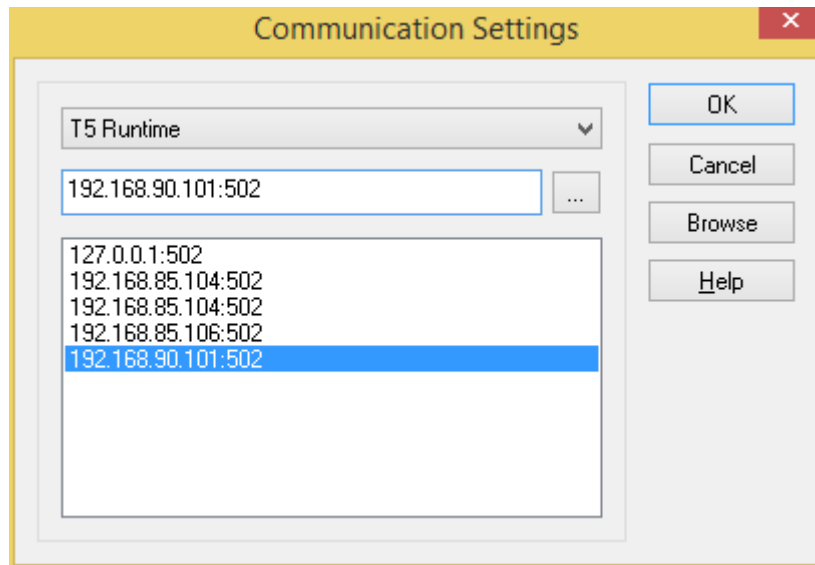 Communication Settings
T5 Runtime
192.168.90.101:502
...
127.0.0.1:502
192.168.85.104:502
192.168.85.104:502
192.168.85.106:502
192.168.90.101:502
OK
Cancel
Browse
Help